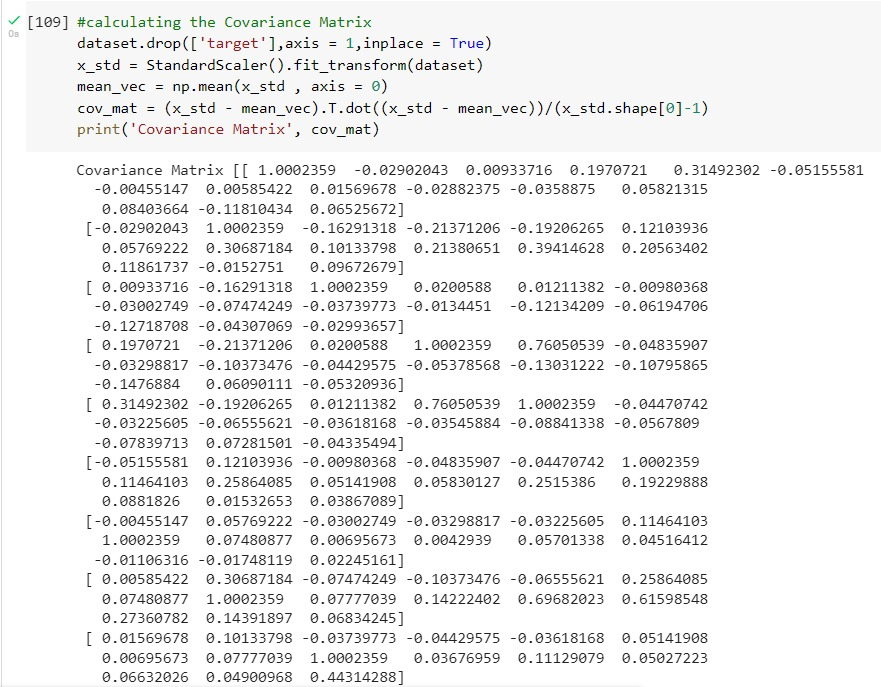 [109] #calculating the Covariance Matrix
0s dataset.drop(['target'],axis = 1,inplace = True)
x_std = StandardScaler().fit_transform(dataset)
mean_vec = np.mean(x_std , axis = 0)
cov_mat = (x_std - mean_vec).T.dot((x_std - mean_vec))/(x_std.shape[0]-1)
print('Covariance Matrix', cov_mat)
Covariance Matrix [[ 1.0002359 -0.02902043 0.00933716 0.1970721 0.31492302 -0.05155581
-0.00455147 0.00585422 0.01569678 -0.02882375 -0.0358875 0.05821315
0.08403664 -0.11810434 0.06525672]
[-0.02902043 1.0002359 -0.16291318 -0.21371206 -0.19206265 0.12103936
0.05769222 0.30687184 0.10133798 0.21380651 0.39414628 0.20563402
0.11861737 -0.0152751 0.09672679]
[ 0.00933716 -0.16291318 1.0002359 0.0200588 0.01211382 -0.00980368
-0.03002749 -0.07474249 -0.03739773 -0.0134451 -0.12134209 -0.06194706
-0.12718708 -0.04307069 -0.02993657]
[ 0.1970721 -0.21371206 0.0200588 1.0002359 0.76050539 -0.04835907
-0.03298817 -0.10373476 -0.04429575 -0.05378568 -0.13031222 -0.10795865
-0.1476884 0.06090111 -0.05320936]
[ 0.31492302 -0.19206265 0.01211382 0.76050539 1.0002359 -0.04470742
-0.03225605 -0.06555621 -0.03618168 -0.03545884 -0.08841338 -0.0567809
-0.07839713 0.07281501 -0.04335494]
[-0.05155581 0.12103936 -0.00980368 -0.04835907 -0.04470742 1.0002359
0.11464103 0.25864085 0.05141908 0.05830127 0.2515386 0.19229888
0.0881826 0.01532653 0.03867089]
[-0.00455147 0.05769222 -0.03002749 -0.03298817 -0.03225605 0.11464103
1.0002359 0.07480877 0.00695673 0.0042939 0.05701338 0.04516412
-0.01106316 -0.01748119 0.02245161]
[ 0.00585422 0.30687184 -0.07474249 -0.10373476 -0.06555621 0.25864085
0.07480877 1.0002359 0.07777039 0.14222402 0.69682023 0.61598548
0.27360782 0.14391897 0.06834245]
[ 0.01569678 0.10133798 -0.03739773 -0.04429575 -0.03618168 0.05141908
0.00695673 0.07777039 1.0002359 0.03676959 0.11129079 0.05027223
0.06632026 0.04900968 0.44314288]